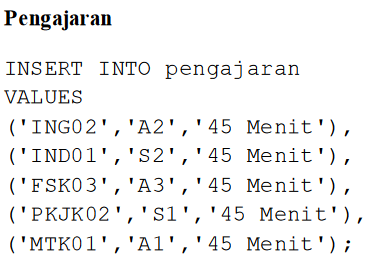 Pengajaran
INSERT INTO pengajaran
VALUES
('ING02','A2','45 Menit'),
('IND01','S2','45 Menit'),
('FSK03','A3','45 Menit'),
('PKJK02','S1','45 Menit'),
('MTK01','A1','45 Menit');